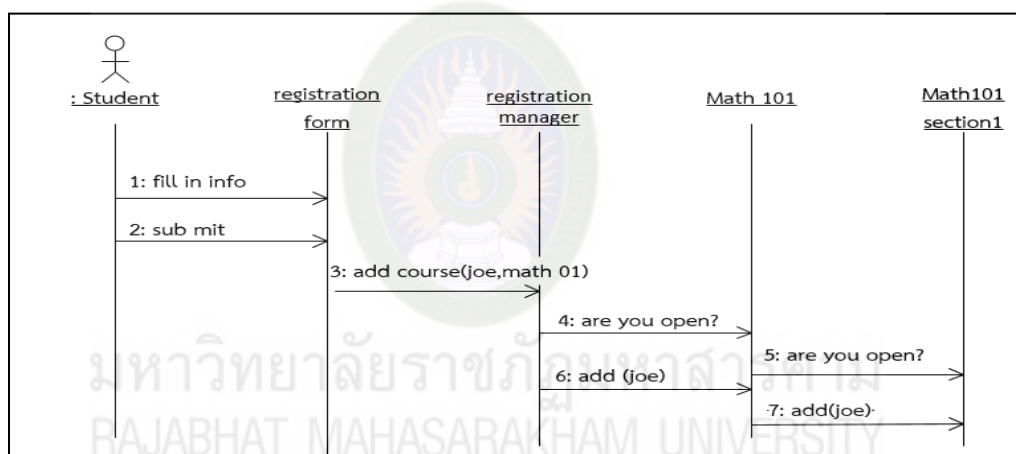 : Student
registration
form
registration
manager
Math 101
Math101
section1
1: fill in info
2: sub mit
3: add course(joe,math 01)
4: are you open?
5: are you open?
6: add (joe)
7: add(joe)
มหาวิทยาลัยราชภัฏมหาสารคาม
RAJABHAT MAHASARAKHAM UNIVERSITY